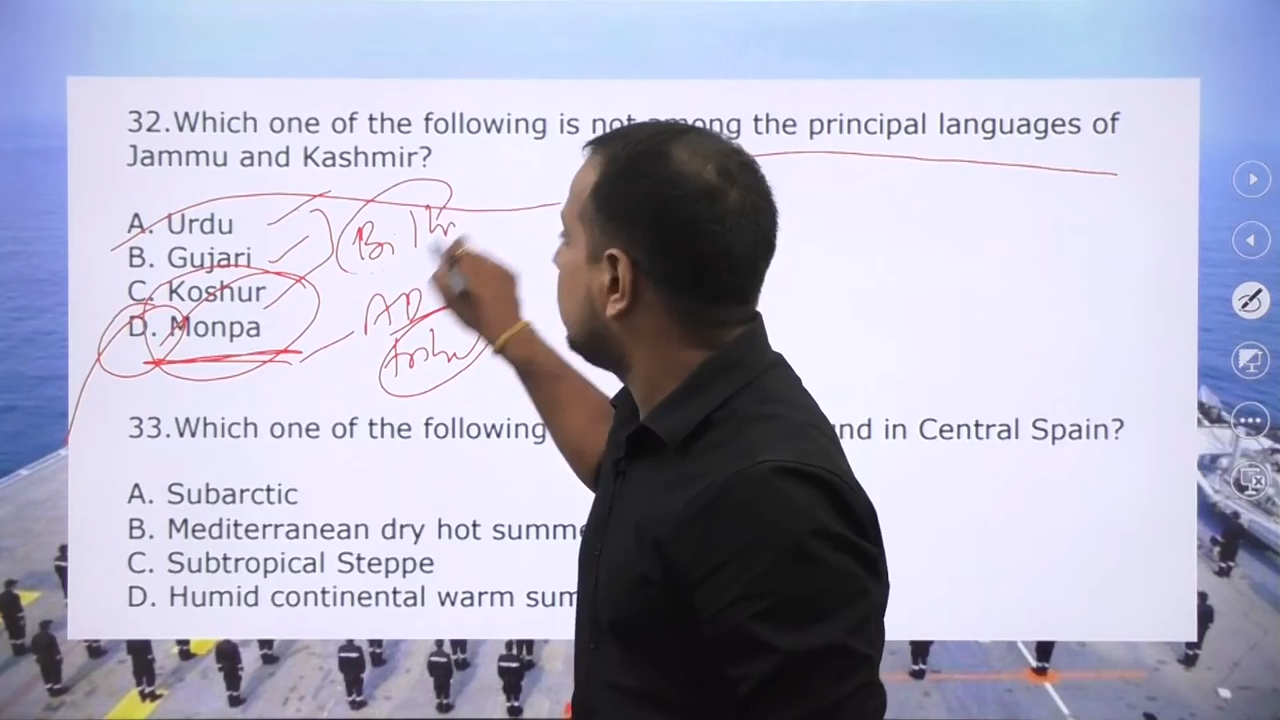 32.Which one of the following is not among the principal languages of
Jammu and Kashmir?
A. Urdu
B. Gujari
C. Koshur
D. Monpa
33.Which one of the following nd in Central Spain?
A. Subarctic
B. Mediterranean dry hot summe
C. Subtropical Steppe
D. Humid continental warm sum